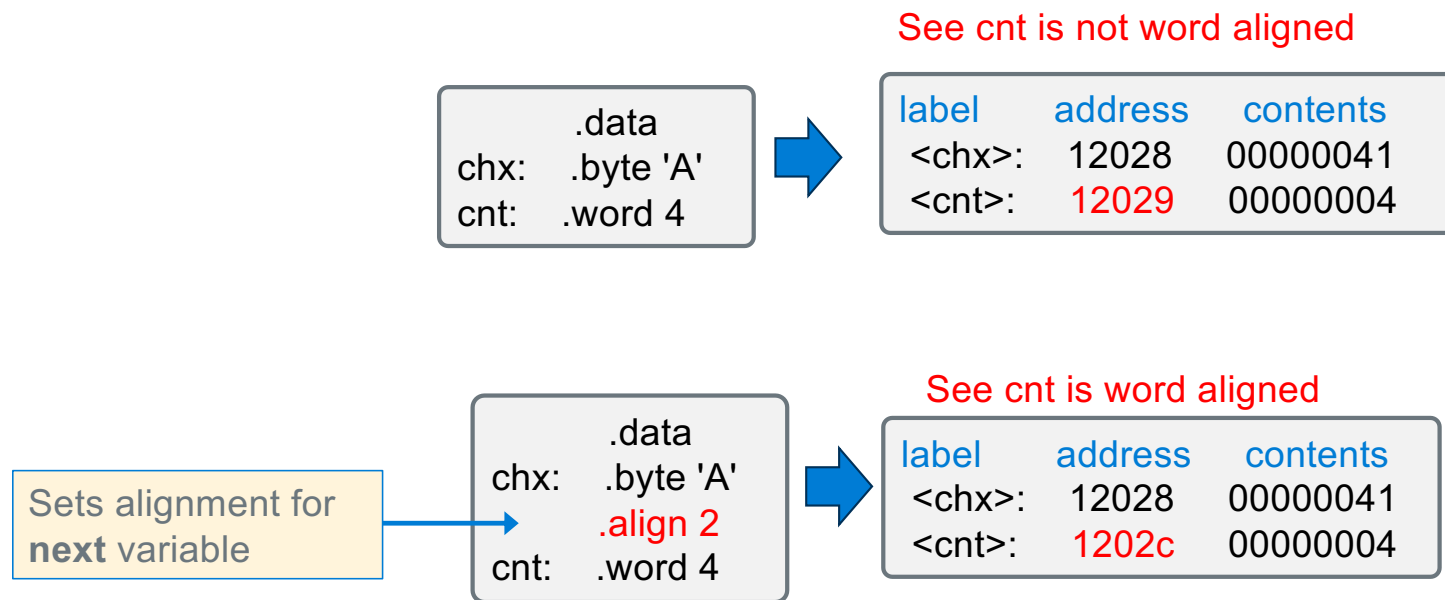 See cnt is not word aligned
.data
chx: .byte 'A'
cnt: .word 4
label address contents
<chx>: 12028 00000041
<cnt>: 12029 00000004
See cnt is word aligned
Sets alignment for
next variable
.data
chx: .byte 'A'
.align 2
cnt: .word 4
label address contents
<chx>: 12028 00000041
<cnt>: 1202c 00000004